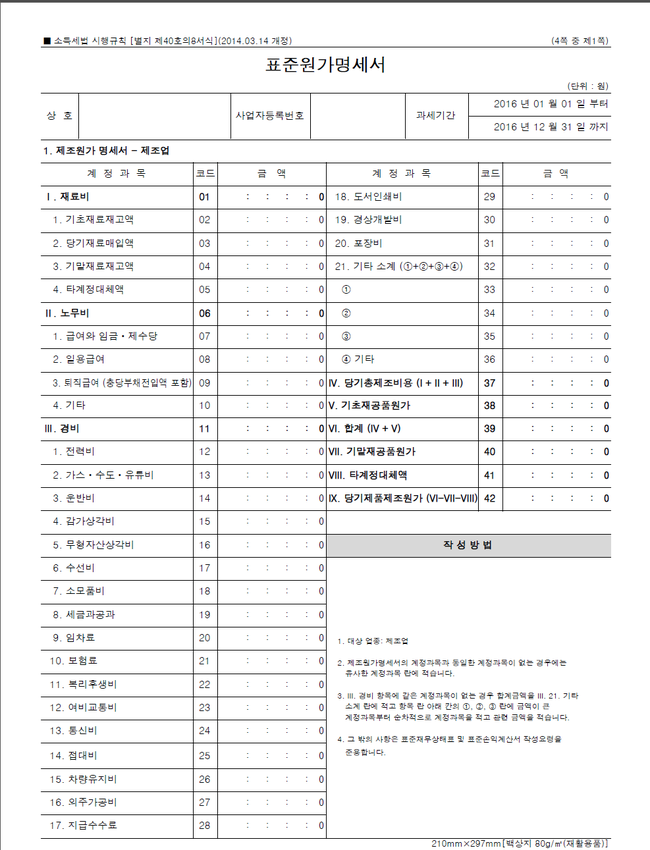 ■ 소득세법 시행규칙 [별지 제40호의8서식](2014.03.14 개정) (4쪽 중 제1쪽)
표준원가명세서
(단위 : 원)
상 호 사업자등록번호 과세기간 2016 년 01 월 01 일 부터
2016 년 12 월 31 일 까지
1. 제조원가 명세서 - 제조업
계 정 과 목 코드 금 액 계 정 과 목 코드 금 액
Ⅰ. 재료비 01 : : : : 0 18. 도서인쇄비 29 : : : : 0
1. 기초재료재고액 02 : : : : 0 19. 경상개발비 30 : : : : 0
2. 당기재료매입액 03 : : : : 0 20. 포장비 31 : : : : 0
3. 기말재료재고액 04 : : : : 0 21. 기타 소계 (①+②+③+④) 32 : : : : 0
4. 타계정대체액 05 : : : : 0 ① 33 : : : : 0
Ⅱ. 노무비 06 : : : : 0 ② 34 : : : : 0
1. 급여와 임금·제수당 07 : : : : 0 ③ 35 : : : : 0
2. 일용급여 08 : : : : 0 ④ 기타 36 : : : : 0
3. 퇴직급여 (충당부채전입액 포함) 09 : : : : 0 IV. 당기총제조비용 (I + II + III) 37 : : : : 0
4. 기타 10 : : : : 0 V. 기초재공품원가 38 : : : : 0
Ⅲ. 경비 11 : : : : 0 VI. 합계 (IV + V) 39 : : : : 0
1. 전력비 12 : : : : 0 VII. 기말재공품원가 40 : : : : 0
2. 가스·수도·유류비 13 : : : : 0 VIII. 타계정대체액 41 : : : : 0
3. 운반비 14 : : : : 0 IX. 당기제품제조원가 (VI-VII-VIII) 42 : : : : 0
4. 감가상각비 15 : : : : 0
5. 무형자산상각비 16 : : : : 0 작 성 방 법
6. 수선비 17 : : : : 0
7. 소모품비 18 : : : : 0
8. 세금과공과 19 : : : : 0
9. 임차료 20 : : : : 0
10. 보험료 21 : : : : 0
11. 복리후생비 22 : : : : 0
12. 여비교통비 23 : : : : 0
13. 통신비 24 : : : : 0
14. 접대비 25 : : : : 0
15. 차량유지비 26 : : : : 0
16. 외주가공비 27 : : : : 0
17. 지급수수료 28 : : : : 0
1. 대상 업종: 제조업
2. 제조원가명세서의 계정과목과 동일한 계정과목이 없는 경우에는
유사한 계정과목 란에 적습니다.
3. III. 경비 항목에 같은 계정과목이 없는 경우 합계금액을 III. 21. 기타
소계 란에 적고 항목 란 아래 칸의 ①, ②, ③ 란에 금액이 큰
계정과목부터 순차적으로 계정과목을 적고 관련 금액을 적습니다.
4. 그 밖의 사항은 표준재무상태표 및 표준손익계산서 작성요령을
준용합니다.
210mm×297mm[백상지 80g/㎡(재활용품)]